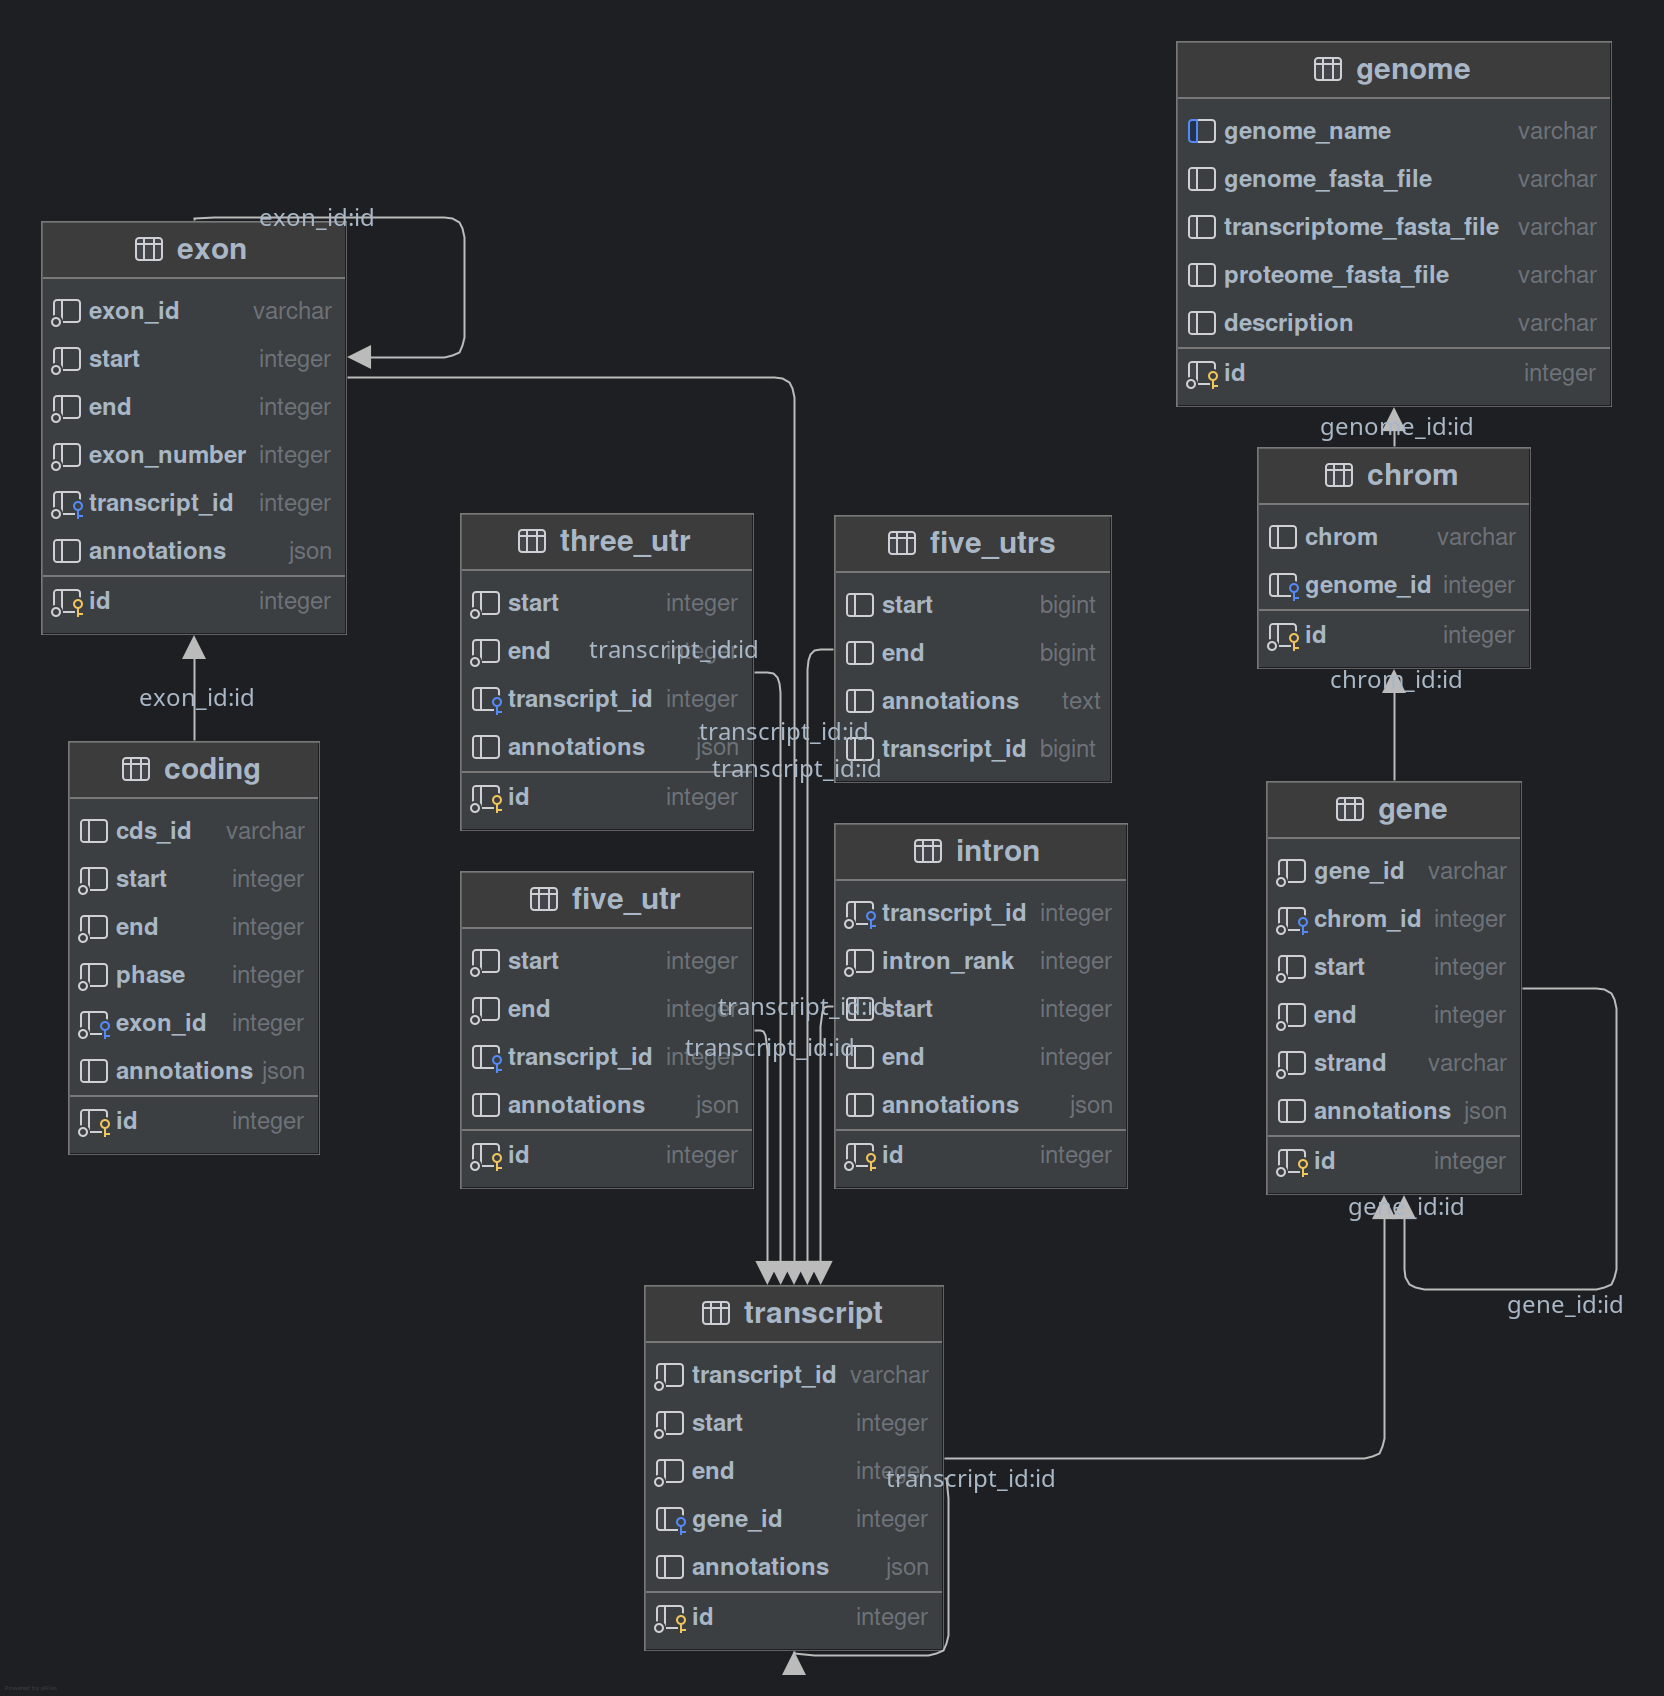 genome
genome_name varchar
genome_fasta_file varchar
transcriptome_fasta_file varchar
proteome_fasta_file varchar
description varchar
id integer
genome_id:id
exon_id:id
exon
exon_id varchar
start integer
end integer
exon_number integer
transcript_id integer
annotations json
id integer
exon_id:id
chrom
chrom varchar
genome_id integer
id integer
chrom_id:id
three_utr
start integer
end integer
transcript_id integer
annotations json
id integer
transcript_id:id
transcript_id:id
transcript_id:id
five_utrs
start bigint
end bigint
annotations text
transcript_id bigint
coding
cds_id varchar
start integer
end integer
phase integer
exon_id integer
annotations json
id integer
five_utr
start integer
end integer
transcript_id integer
annotations json
id integer
transcript_id:id
transcript_id:id
intron
transcript_id integer
intron_rank integer
start integer
end integer
annotations json
id integer
gene
gene_id varchar
chrom_id integer
start integer
end integer
strand varchar
annotations json
id integer
gene_id:id
gene_id:id
transcript
transcript_id varchar
start integer
end integer
gene_id integer
annotations json
id integer
transcript_id:id
Powered by yFiles